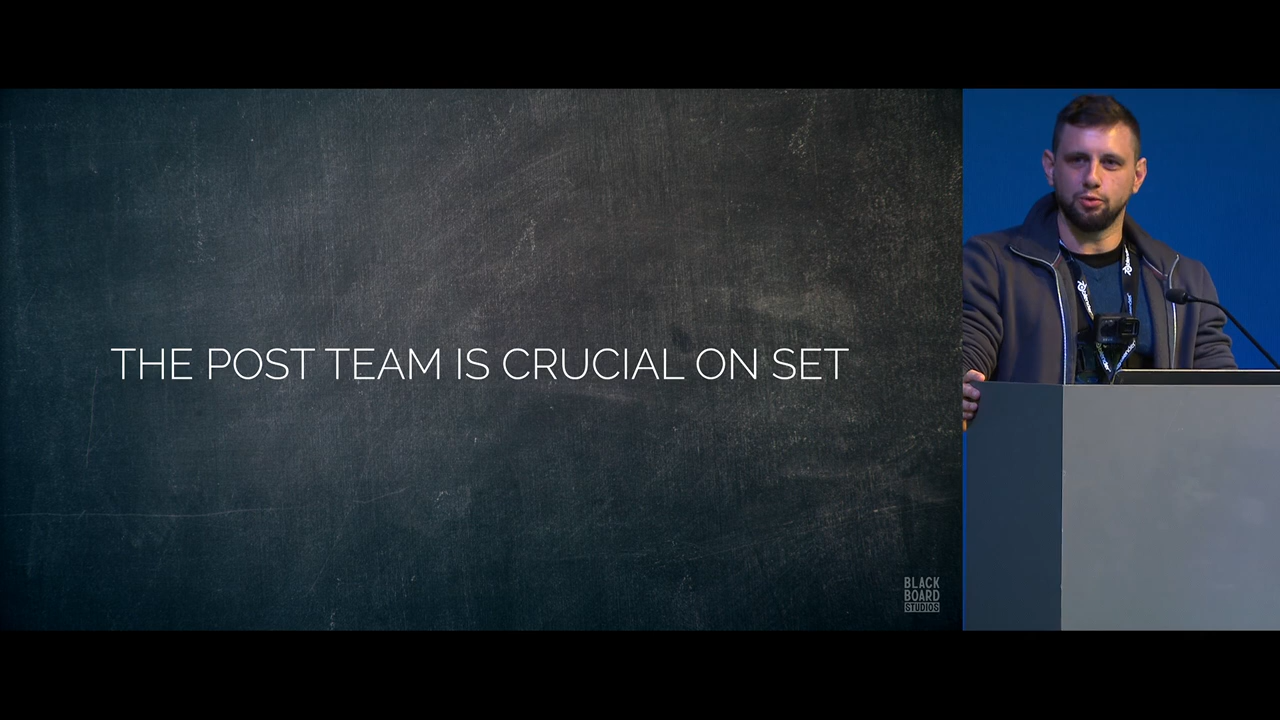 THE POST TEAM IS CRUCIAL ON SET
BLACK
BOARD
STUDIOS